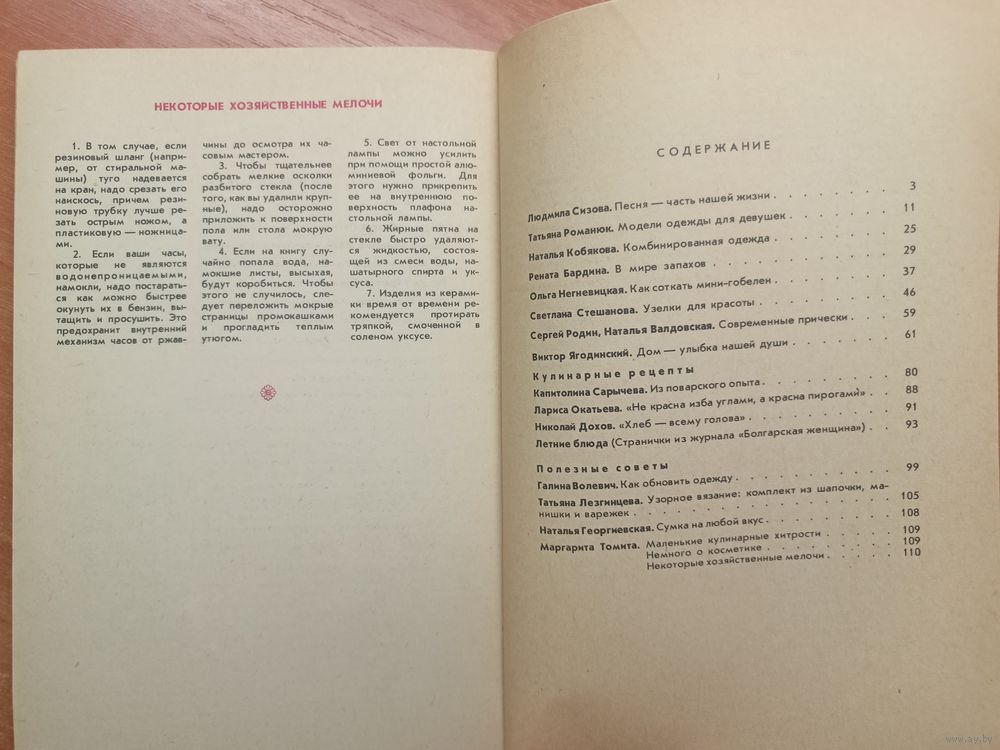 НЕКОТОРЫЕ ХОЗЯЙСТВЕННЫЕ МЕЛОЧИ
1. В том случае, если
резиновый шланг (напри-
мер, от стиральной ма-
шины) туго надевается
на кран, надо срезать его
наискось, причем рези-
новую трубку лучше ре-
зать острым ножом, а
пластиковую — ножница-
ми.
2. Если ваши часы,
которые не являются
водонепроницаемыми,
намокли, надо постарать-
ся как можно быстрее
окунуть их в бензин, вы-
тащить и просушить. Это
предохранит внутренний
механизм часов от ржав-
чины до осмотра их ча-
совым мастером.
3. Чтобы тщательнее
собрать мелкие осколки
разбитого стекла (после
того, как вы удалили круп-
ные), надо осторожно
приложить к поверхности
пола или стола мокрую
вату.
4. Если на книгу слу-
чайно попала вода, на-
мокшие листы, высыхая,
будут коробиться. Чтобы
этого не случилось, сле-
дует переложить мокрые
страницы промокашками
и прогладить теплым
утюгом.
5. Свет от настольной
лампы можно усилить
при помощи простой алю-
миниевой фольги. Для
этого нужно прикрепить
ее на внутреннюю по-
верхность плафона на-
стольной лампы.
6. Жирные пятна на
стекле быстро удаляют-
ся жидкостью, состоя-
щей из смеси воды, на-
шатырного спирта и ук-
суса.
7. Изделия из керами-
ки время от времени ре-
комендуется протирать
тряпкой, смоченной в
соленом уксусе.
СОДЕРЖАНИЕ
Людмила Сизова. Песня — часть нашей жизни . . . . . . 3
Татьяна Романюк. Модели одежды для девушек . . . . . . 11
Наталья Кобякова. Комбинированная одежда . . . . . . 25
Рената Бардина. В мире запахов . . . . . . 29
Ольга Негневицкая. Как соткать мини-гобелен . . . . . . 37
Светлана Стешанова. Узелки для красоты . . . . . . 46
Сергей Родин, Наталья Валдовская. Современные прически . . . 59
Виктор Ягодинский. Дом — улыбка нашей души . . . . . . 61
Кулинарные рецепты
Капитолина Сарычева. Из поварского опыта . . . . . . 80
Лариса Окатьева. «Не красна изба углами, а красна пирогами» . . 88
Николай Дохов. «Хлеб — всему голова» . . . . . . 91
Летние блюда (Странички из журнала «Болгарская женщина») . . 93
Полезные советы
Галина Волевич. Как обновить одежду . . . . . . 99
Татьяна Лезгинцева. Узорное вязание: комплект из шапочки, ма-
нишки и варежек . . . . . . 105
Наталья Георгиевская. Сумка на любой вкус . . . . . . 108
Маргарита Томита. Маленькие кулинарные хитрости . . . . . . 109
Немного о косметике . . . . . . 109
Некоторые хозяйственные мелочи . . . . . . 110
www.ay.by